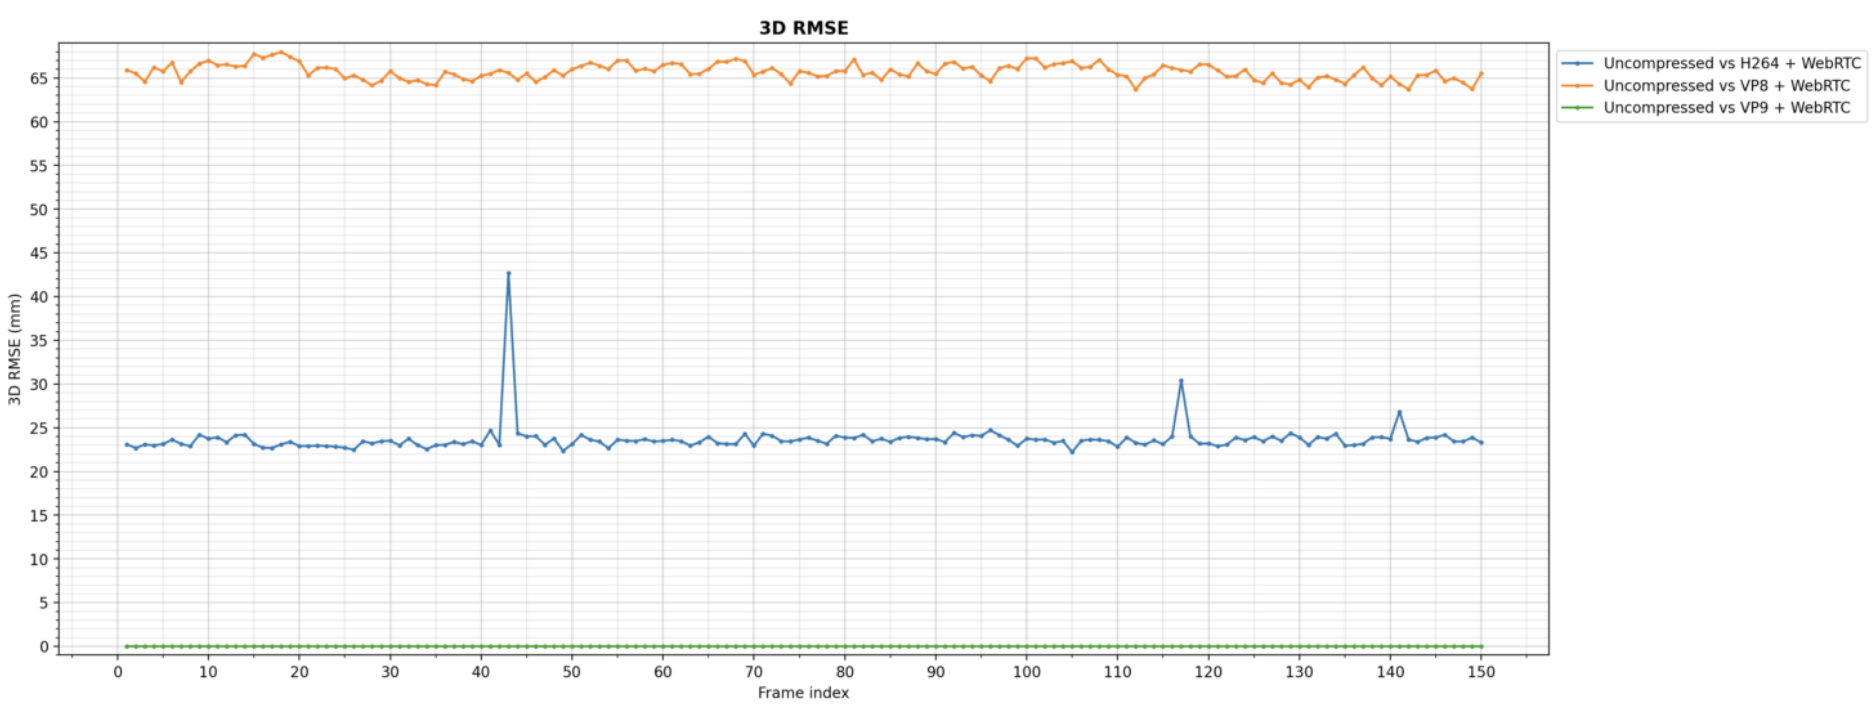 3D RMSE
Uncompressed vs H264 + WebRTC
Uncompressed vs VP8 + WebRTC
Uncompressed vs VP9 + WebRTC
3D RMSE (mm)
65
60
55
50
45
40
35
30
25
20
15
10
5
0
0 10 20 30 40 50 60 70 80 90 100 110 120 130 140 150
Frame index